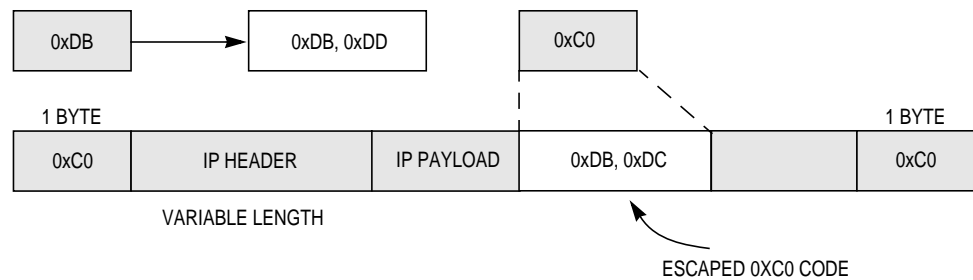 0xDB
0xDB, 0xDD
0xC0
1 BYTE
1 BYTE
0xC0
IP HEADER
IP PAYLOAD
0xDB, 0xDC
0xC0
VARIABLE LENGTH
ESCAPED 0XC0 CODE